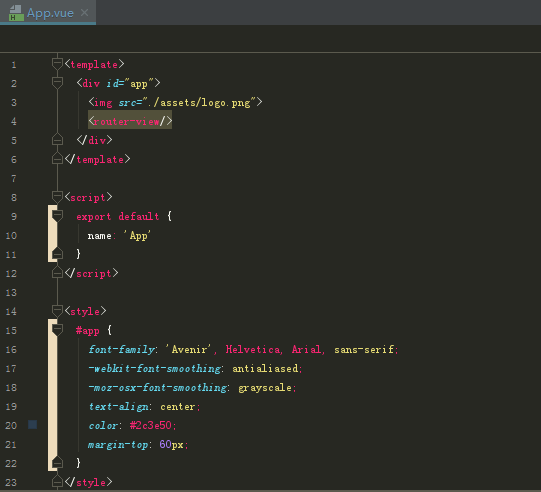 App.vue
1 <template>
2 <div id="app">
3 <img src="./assets/logo.png">
4 <router-view/>
5 </div>
6 </template>
7
8 <script>
9 export default {
10 name: 'App'
11 }
12 </script>
13
14 <style>
15 #app {
16 font-family: 'Avenir', Helvetica, Arial, sans-serif;
17 -webkit-font-smoothing: antialiased;
18 -moz-osx-font-smoothing: grayscale;
19 text-align: center;
20 color: #2c3e50;
21 margin-top: 60px;
22 }
23 </style>